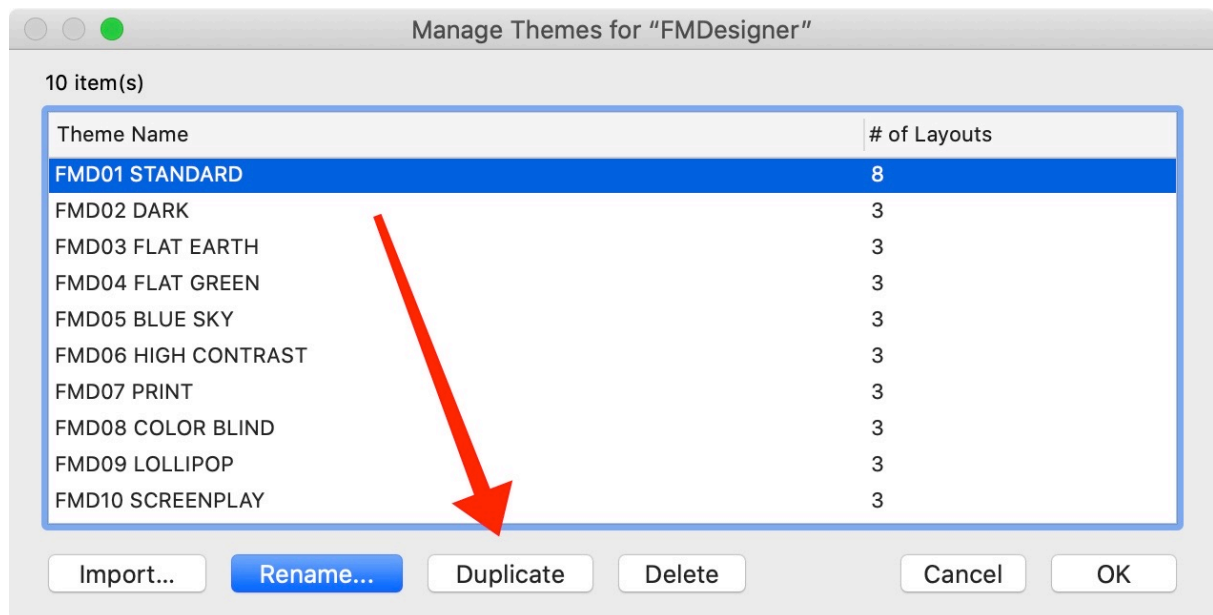 Manage Themes for “FMDesigner”
10 item(s)
Theme Name # of Layouts
FMD01 STANDARD 8
FMD02 DARK 3
FMD03 FLAT EARTH 3
FMD04 FLAT GREEN 3
FMD05 BLUE SKY 3
FMD06 HIGH CONTRAST 3
FMD07 PRINT 3
FMD08 COLOR BLIND 3
FMD09 LOLLIPOP 3
FMD10 SCREENPLAY 3
Import... Rename... Duplicate Delete Cancel OK